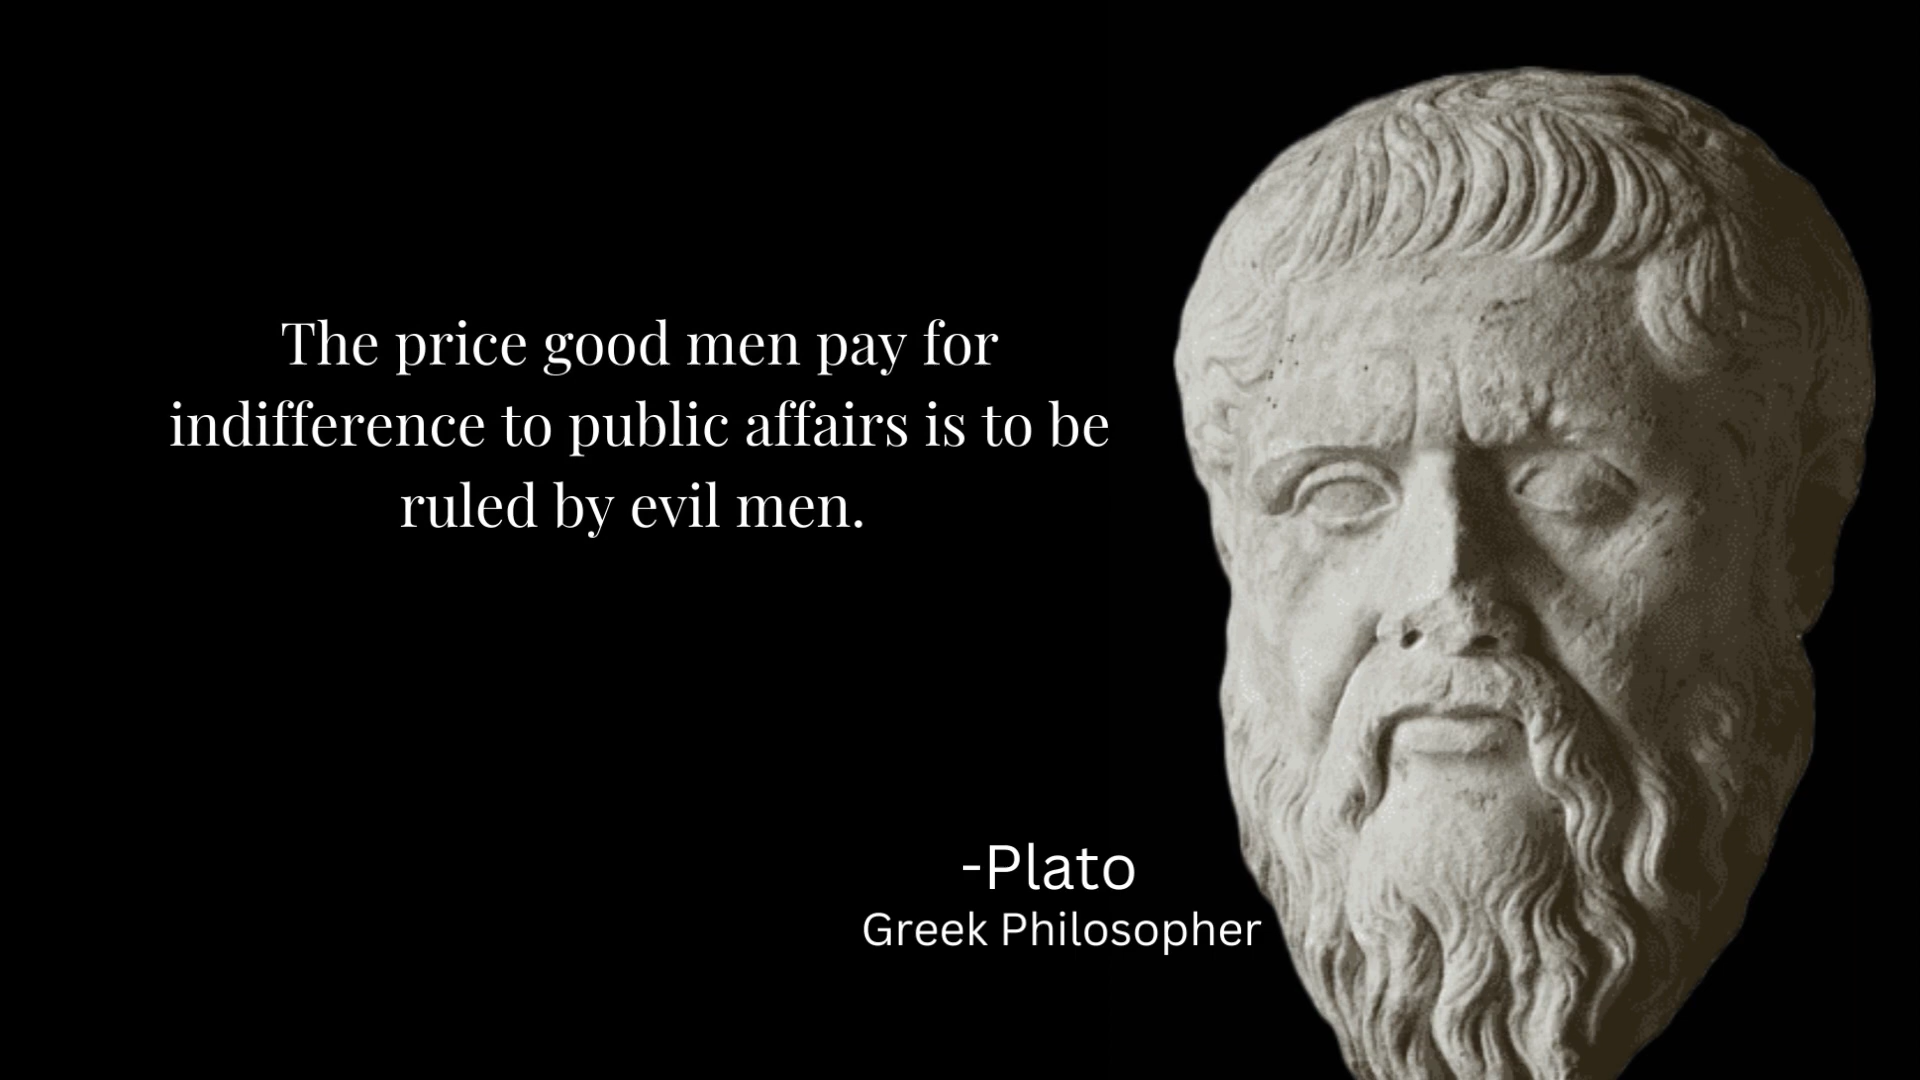 The price good men pay for
indifference to public affairs is to be
ruled by evil men.
-Plato
Greek Philosopher